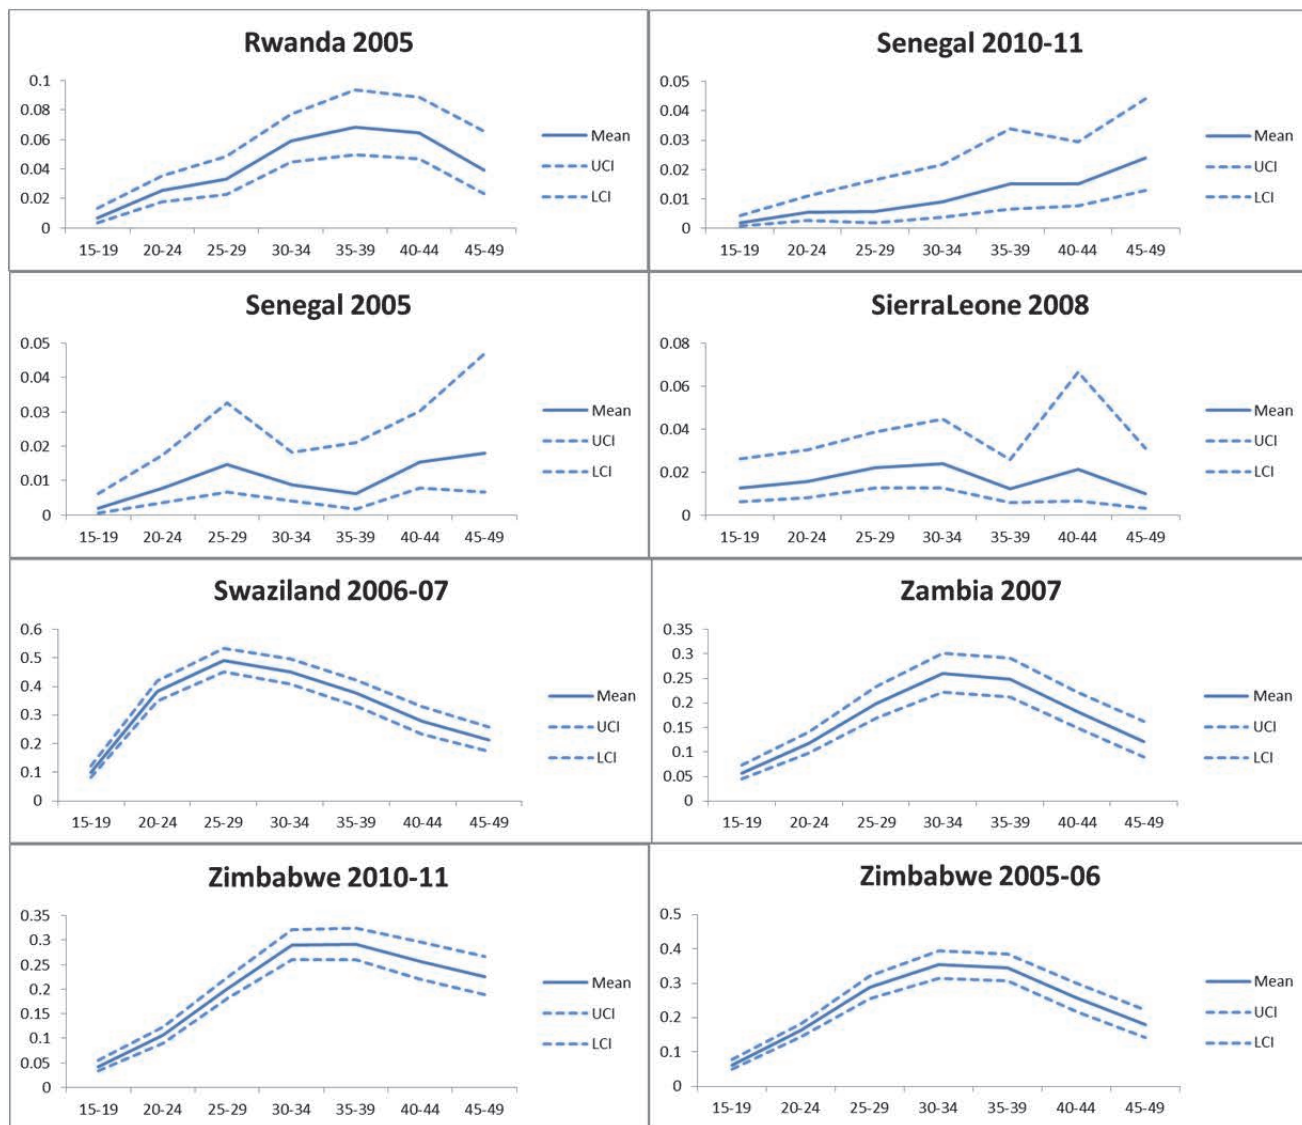 Rwanda 2005
0.1
0.08
0.06
0.04
0.02
0
15-19 20-24 25-29 30-34 35-39 40-44 45-49
Mean
UCI
LCI
Senegal 2010-11
0.05
0.04
0.03
0.02
0.01
0
15-19 20-24 25-29 30-34 35-39 40-44 45-49
Mean
UCI
LCI
Senegal 2005
0.05
0.04
0.03
0.02
0.01
0
15-19 20-24 25-29 30-34 35-39 40-44 45-49
Mean
UCI
LCI
SierraLeone 2008
0.08
0.06
0.04
0.02
0
15-19 20-24 25-29 30-34 35-39 40-44 45-49
Mean
UCI
LCI
Swaziland 2006-07
0.6
0.5
0.4
0.3
0.2
0.1
0
15-19 20-24 25-29 30-34 35-39 40-44 45-49
Mean
UCI
LCI
Zambia 2007
0.35
0.3
0.25
0.2
0.15
0.1
0.05
0
15-19 20-24 25-29 30-34 35-39 40-44 45-49
Mean
UCI
LCI
Zimbabwe 2010-11
0.35
0.3
0.25
0.2
0.15
0.1
0.05
0
15-19 20-24 25-29 30-34 35-39 40-44 45-49
Mean
UCI
LCI
Zimbabwe 2005-06
0.5
0.4
0.3
0.2
0.1
0
15-19 20-24 25-29 30-34 35-39 40-44 45-49
Mean
UCI
LCI